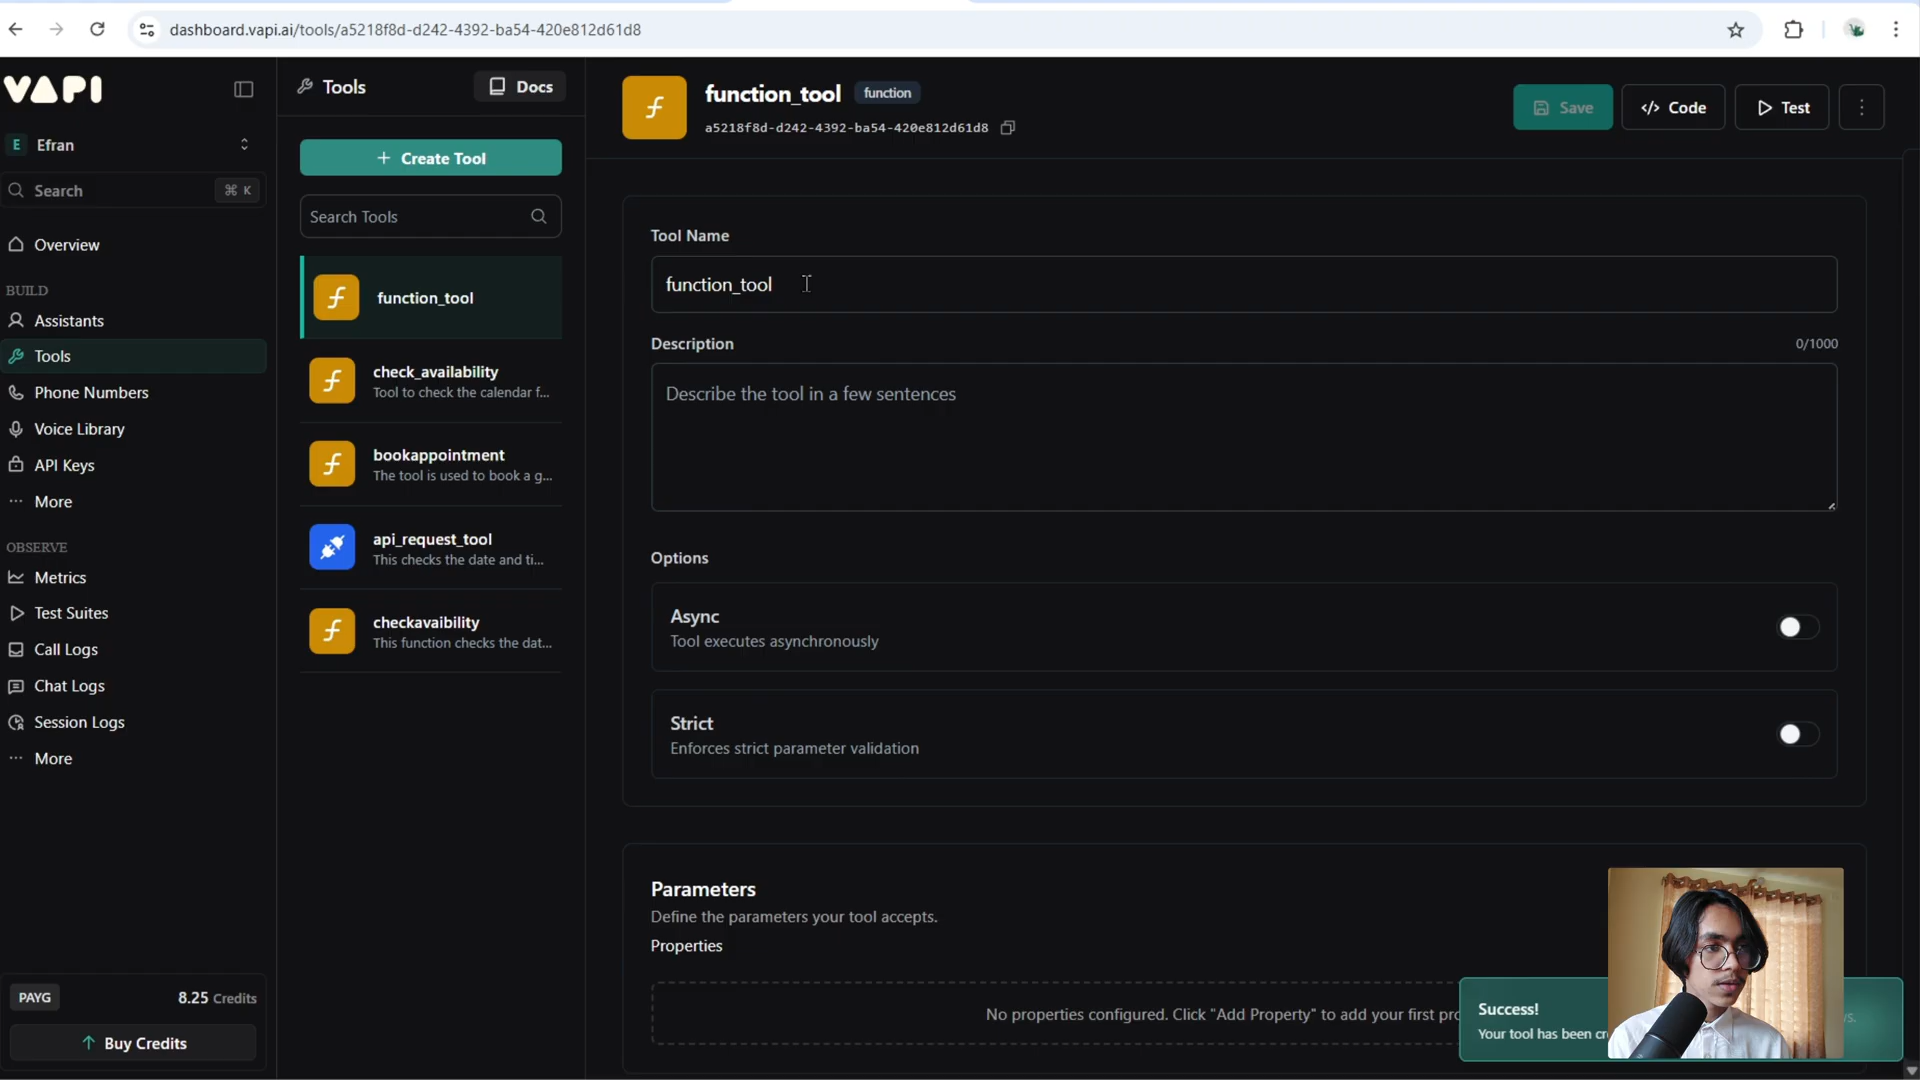 dashboard.vapi.ai/tools/a5218f8d-d242-4392-ba54-420e812d61d8
VAPI
E Efran
Search ⌘ K
Overview
BUILD
Assistants
Tools
Phone Numbers
Voice Library
API Keys
More
OBSERVE
Metrics
Test Suites
Call Logs
Chat Logs
Session Logs
More
PAYG 8.25 Credits
Buy Credits
Tools Docs
Create Tool
Search Tools
function_tool
check_availability
Tool to check the calendar f...
bookappointment
The tool is used to book a g...
api_request_tool
This checks the date and ti...
checkavaibility
This function checks the dat...
function_tool function
a5218f8d-d242-4392-ba54-420e812d61d8
Save </> Code Test
Tool Name
function_tool
Description 0/1000
Describe the tool in a few sentences
Options
Async
Tool executes asynchronously
Strict
Enforces strict parameter validation
Parameters
Define the parameters your tool accepts.
Properties
No properties configured. Click "Add Property" to add your first
Success!
Your tool has been